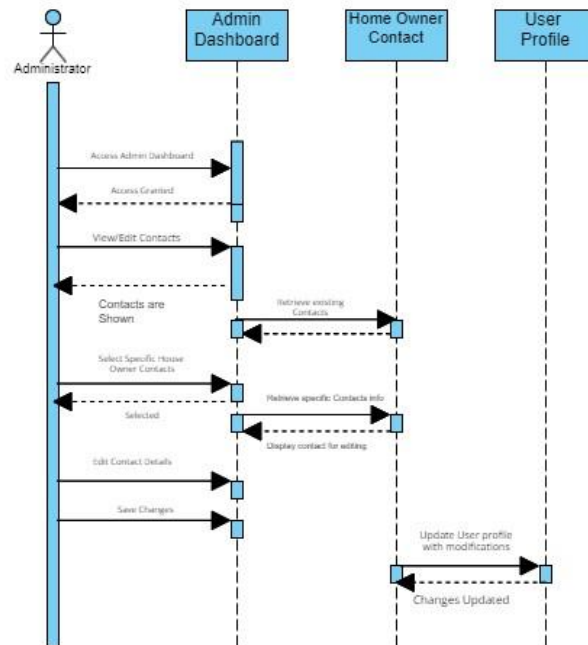 Admin
Dashboard
Home Owner
Contact
User
Profile
Administrator
Access Admin Dashboard
Access Granted
View/Edit Contacts
Contacts are
Shown
Retrieve existing
Contacts
Select Specific House
Owner Contacts
Selected
Retrieve specific Contacts info
Display contact for editing
Edit Contact Details
Save Changes
Update User profile
with modifications
Changes Updated